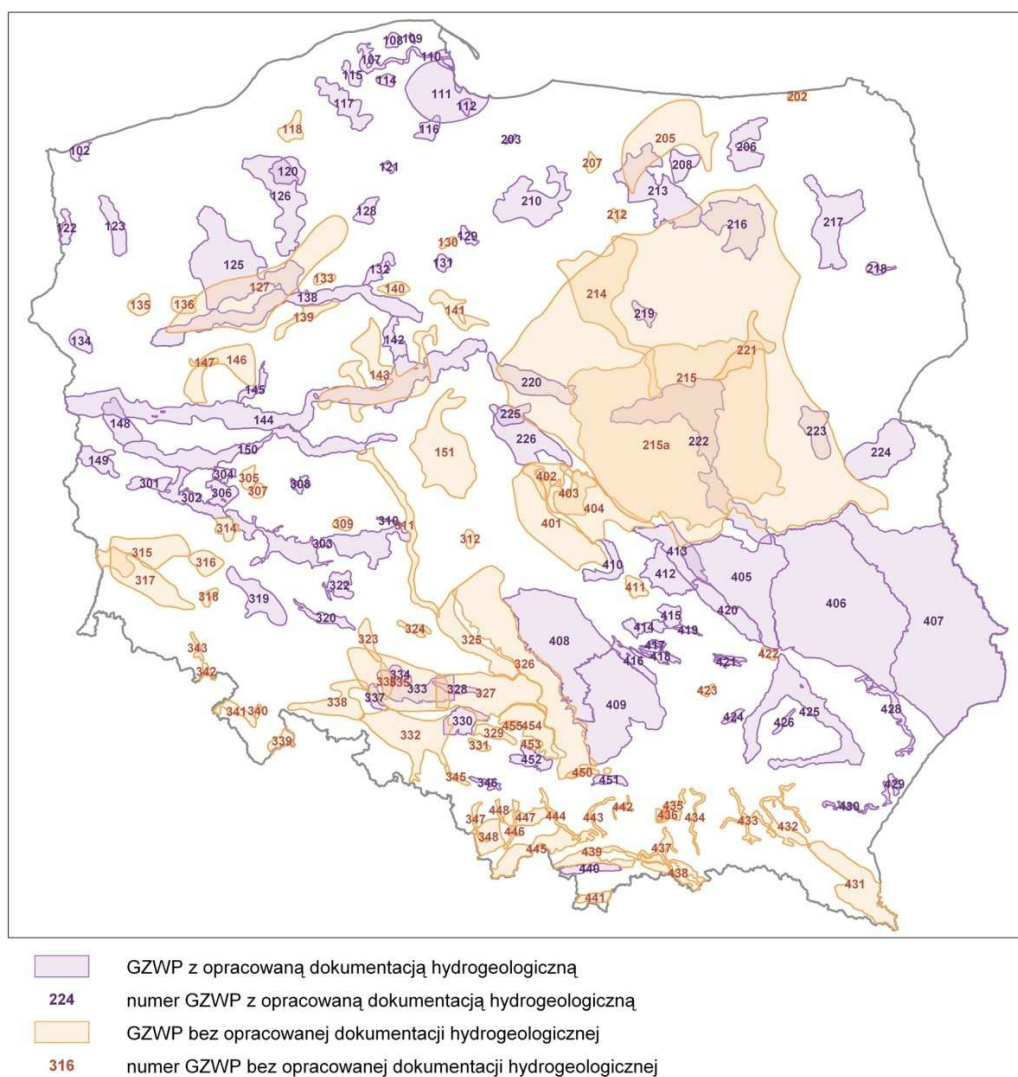 108 109
107 110
115 114
111
117 112
202
118 116
205
102 203 206
207 208
120 121
126 213
210
128 212 216 217
122 123
130 129
125 131 218
132
127 133 214
138 140
135 136 219
139 141
134 142 221
146 215
147 143 220
145
144 225 223
148 226 222 224
150 151 215a
149 304 305 402
301 306 307 308 403
302 404
314 309 310 311 401
303 312
315 413
316 410 405
317 322 412 406
318 319 411 407
320 420
324 408 415
323 325 414 419
343 417 418
342 326 416 421 422
334
335 333 328 327 423
338 337 409
341 340 330 455 454 424 425 428
332 329 426
339 331 453
452
345 346 450 451 429
430
448 442 435
347 447 444 443 436 434 433 432
348 446
445 439 437
440 438 431
441
GZWP z opracowaną dokumentacją hydrogeologiczną
224 numer GZWP z opracowaną dokumentacją hydrogeologiczną
GZWP bez opracowanej dokumentacji hydrogeologicznej
316 numer GZWP bez opracowanej dokumentacji hydrogeologicznej